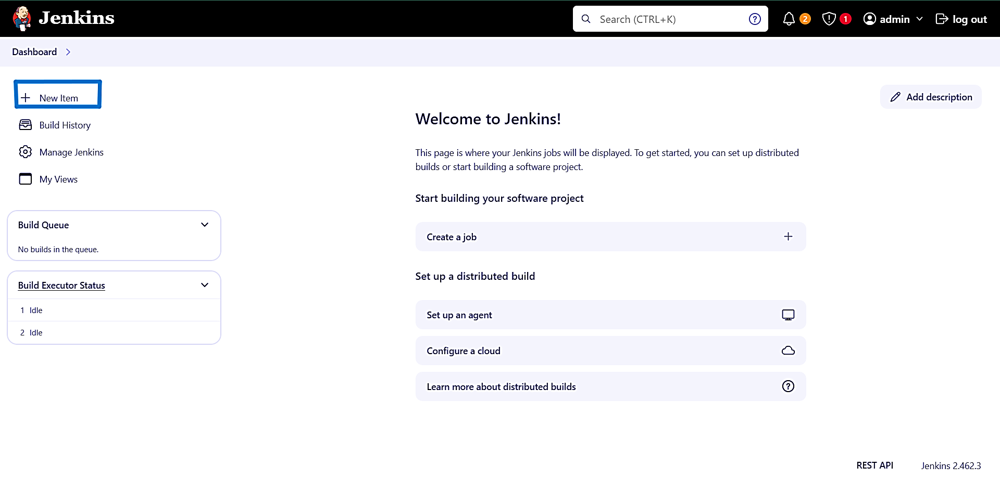 Jenkins
Search (CTRL+K)
2
1
admin
log out
Dashboard
New Item
Build History
Manage Jenkins
My Views
Build Queue
No builds in the queue.
Build Executor Status
1 Idle
2 Idle
Add description
Welcome to Jenkins!
This page is where your Jenkins jobs will be displayed. To get started, you can set up distributed
builds or start building a software project.
Start building your software project
Create a job
Set up a distributed build
Set up an agent
Configure a cloud
Learn more about distributed builds
REST API
Jenkins 2.462.3